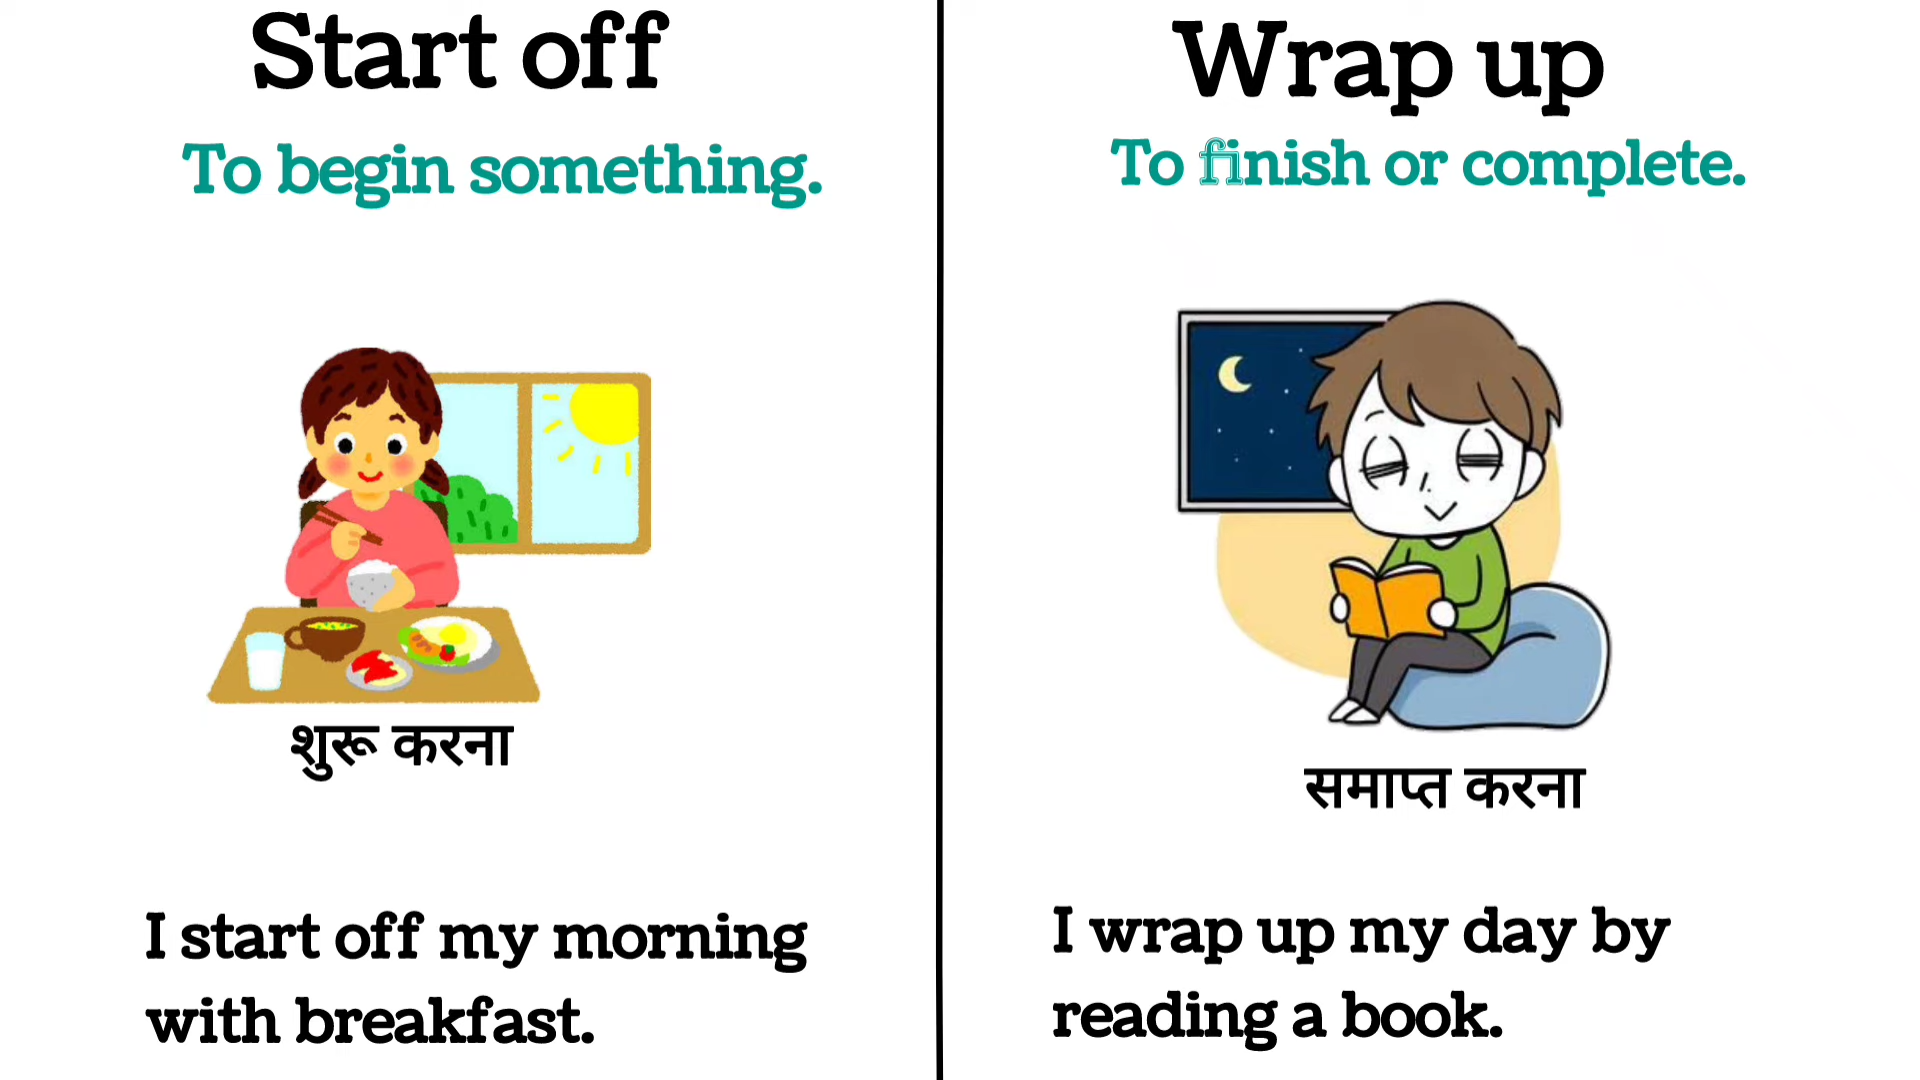 Start off
To begin something.
शुरू करना
I start off my morning
with breakfast.
Wrap up
To finish or complete.
समाप्त करना
I wrap up my day by
reading a book.